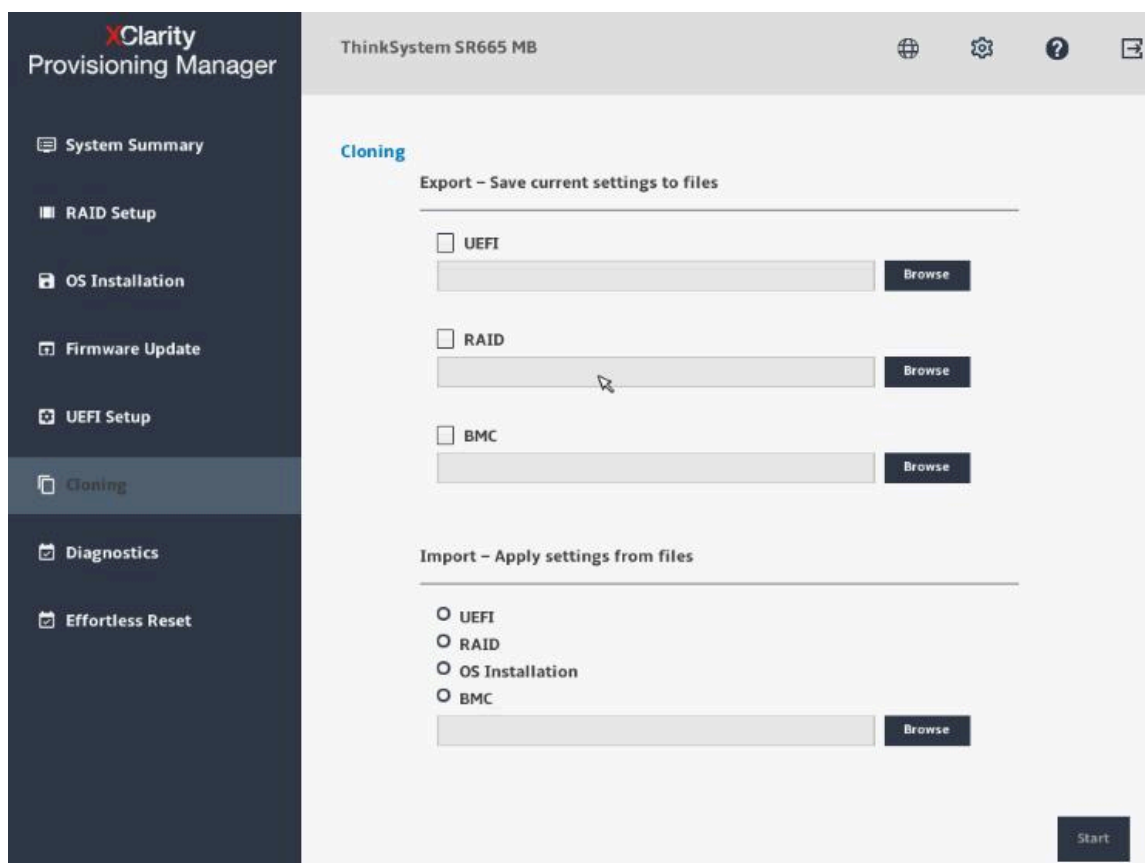 XClarity
Provisioning Manager
ThinkSystem SR665 MB
System Summary
RAID Setup
OS Installation
Firmware Update
UEFI Setup
Cloning
Diagnostics
Effortless Reset
Cloning
Export – Save current settings to files
UEFI
Browse
RAID
Browse
BMC
Browse
Import – Apply settings from files
UEFI
RAID
OS Installation
BMC
Browse
Start